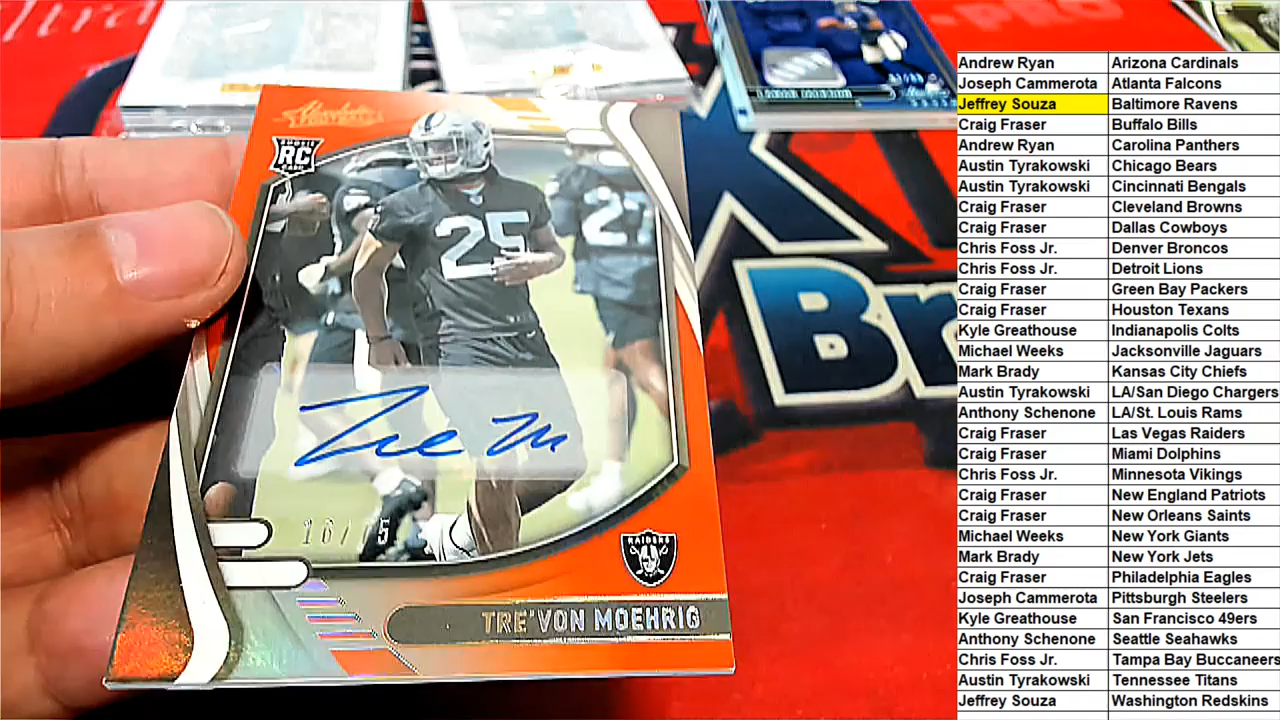 Absolute
FOOTBALL
ROOKIE
RC
CARD
25
27
Tre M
16/75
RAIDERS
TRE'VON MOEHRIG
Br
Andrew Ryan Arizona Cardinals
Joseph Cammerota Atlanta Falcons
Jeffrey Souza Baltimore Ravens
Craig Fraser Buffalo Bills
Andrew Ryan Carolina Panthers
Austin Tyrakowski Chicago Bears
Austin Tyrakowski Cincinnati Bengals
Craig Fraser Cleveland Browns
Craig Fraser Dallas Cowboys
Chris Foss Jr. Denver Broncos
Chris Foss Jr. Detroit Lions
Craig Fraser Green Bay Packers
Craig Fraser Houston Texans
Kyle Greathouse Indianapolis Colts
Michael Weeks Jacksonville Jaguars
Mark Brady Kansas City Chiefs
Austin Tyrakowski LA/San Diego Chargers
Anthony Schenone LA/St. Louis Rams
Craig Fraser Las Vegas Raiders
Craig Fraser Miami Dolphins
Chris Foss Jr. Minnesota Vikings
Craig Fraser New England Patriots
Craig Fraser New Orleans Saints
Michael Weeks New York Giants
Mark Brady New York Jets
Craig Fraser Philadelphia Eagles
Joseph Cammerota Pittsburgh Steelers
Kyle Greathouse San Francisco 49ers
Anthony Schenone Seattle Seahawks
Chris Foss Jr. Tampa Bay Buccaneers
Austin Tyrakowski Tennessee Titans
Jeffrey Souza Washington Redskins